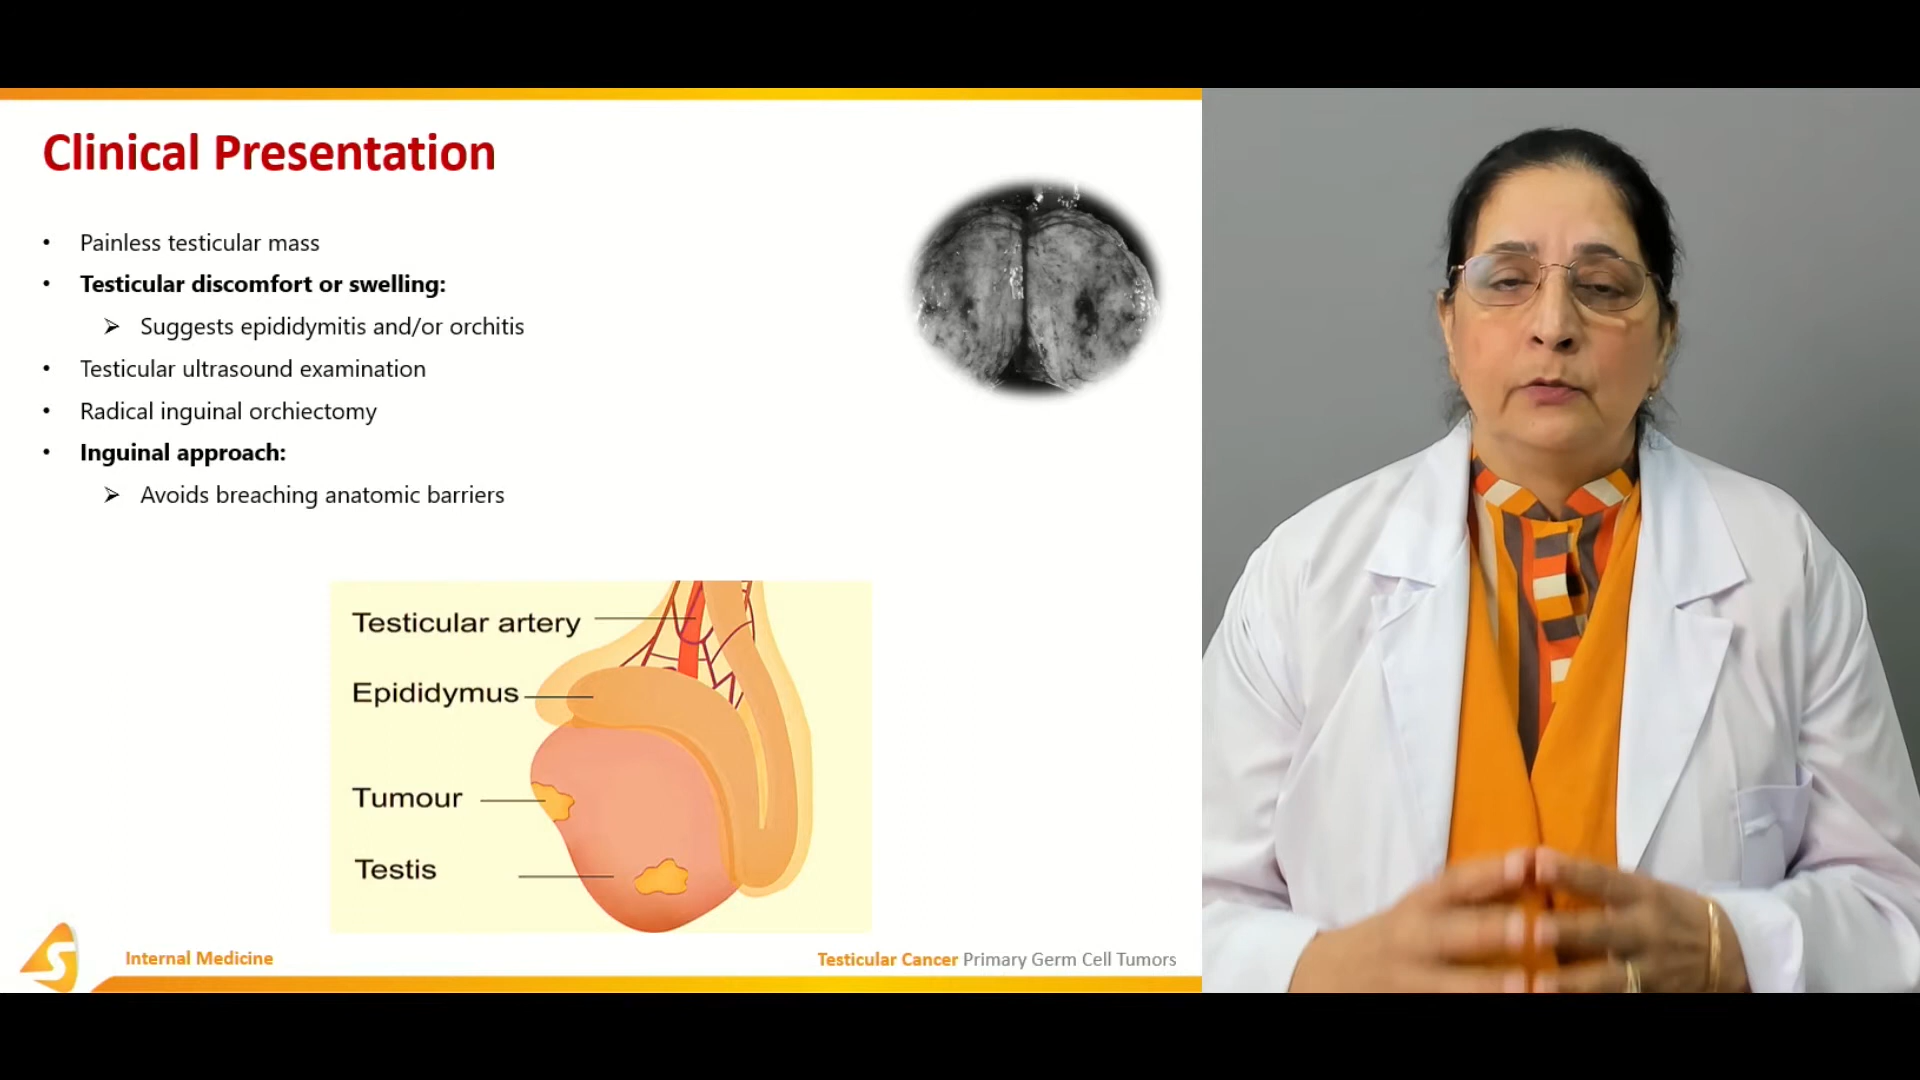 Clinical Presentation
• Painless testicular mass
• Testicular discomfort or swelling:
➢ Suggests epididymitis and/or orchitis
• Testicular ultrasound examination
• Radical inguinal orchiectomy
• Inguinal approach:
➢ Avoids breaching anatomic barriers
Testicular artery
Epididymus
Tumour
Testis
S
Internal Medicine
Testicular Cancer Primary Germ Cell Tumors